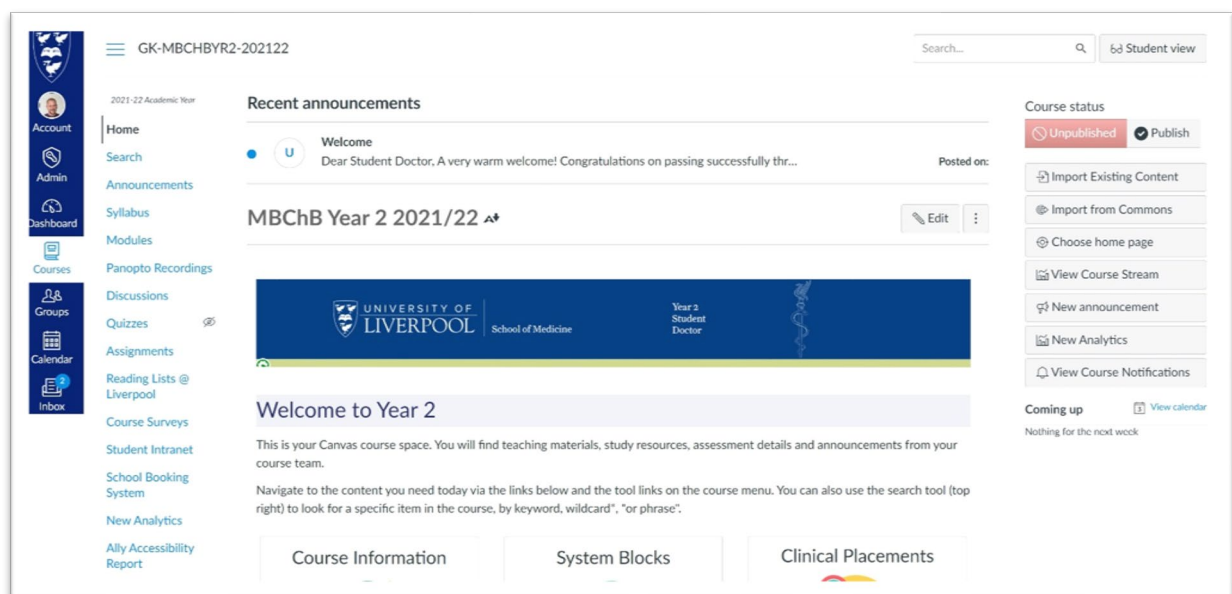 GK-MBCHBYR2-202122
Search...
Student view
Account
Admin
Dashboard
Courses
Groups
Calendar
2
Inbox
2021-22 Academic Year
Home
Search
Announcements
Syllabus
Modules
Panopto Recordings
Discussions
Quizzes
Assignments
Reading Lists @
Liverpool
Course Surveys
Student Intranet
School Booking
System
New Analytics
Ally Accessibility
Report
Recent announcements
U
Welcome
Dear Student Doctor, A very warm welcome! Congratulations on passing successfully thr...
Posted on:
MBChB Year 2 2021/22
Edit
UNIVERSITY OF
LIVERPOOL
School of Medicine
Year 2
Student
Doctor
Welcome to Year 2
This is your Canvas course space. You will find teaching materials, study resources, assessment details and announcements from your
course team.
Navigate to the content you need today via the links below and the tool links on the course menu. You can also use the search tool (top
right) to look for a specific item in the course, by keyword, wildcard*, "or phrase".
Course Information
System Blocks
Clinical Placements
Course status
Unpublished
Publish
Import Existing Content
Import from Commons
Choose home page
View Course Stream
New announcement
New Analytics
View Course Notifications
Coming up
View calendar
Nothing for the next week